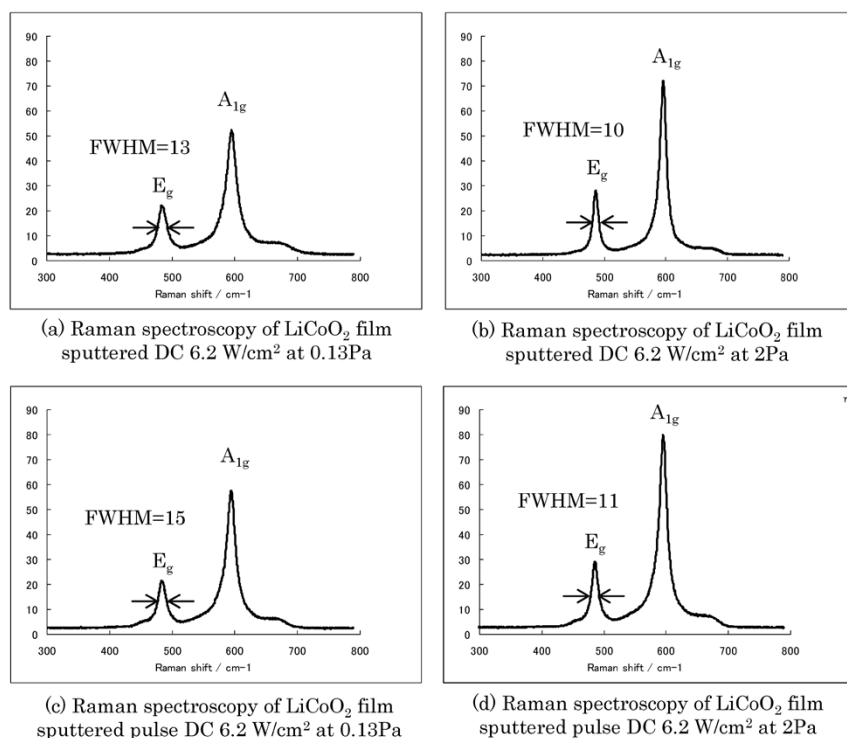 90
80
70
60
50
40
30
20
10
0
A1g
FWHM=13
Eg
300 400 500 600 700 800
Raman shift / cm-1
(a) Raman spectroscopy of LiCoO2 film
sputtered DC 6.2 W/cm2 at 0.13Pa
90
80
70
60
50
40
30
20
10
0
A1g
FWHM=10
Eg
300 400 500 600 700 800
Raman shift / cm-1
(b) Raman spectroscopy of LiCoO2 film
sputtered DC 6.2 W/cm2 at 2Pa
90
80
70
60
50
40
30
20
10
0
A1g
FWHM=15
Eg
300 400 500 600 700 800
Raman shift / cm-1
(c) Raman spectroscopy of LiCoO2 film
sputtered pulse DC 6.2 W/cm2 at 0.13Pa
90
80
70
60
50
40
30
20
10
0
A1g
FWHM=11
Eg
300 400 500 600 700 800
Raman shift / cm-1
(d) Raman spectroscopy of LiCoO2 film
sputtered pulse DC 6.2 W/cm2 at 2Pa